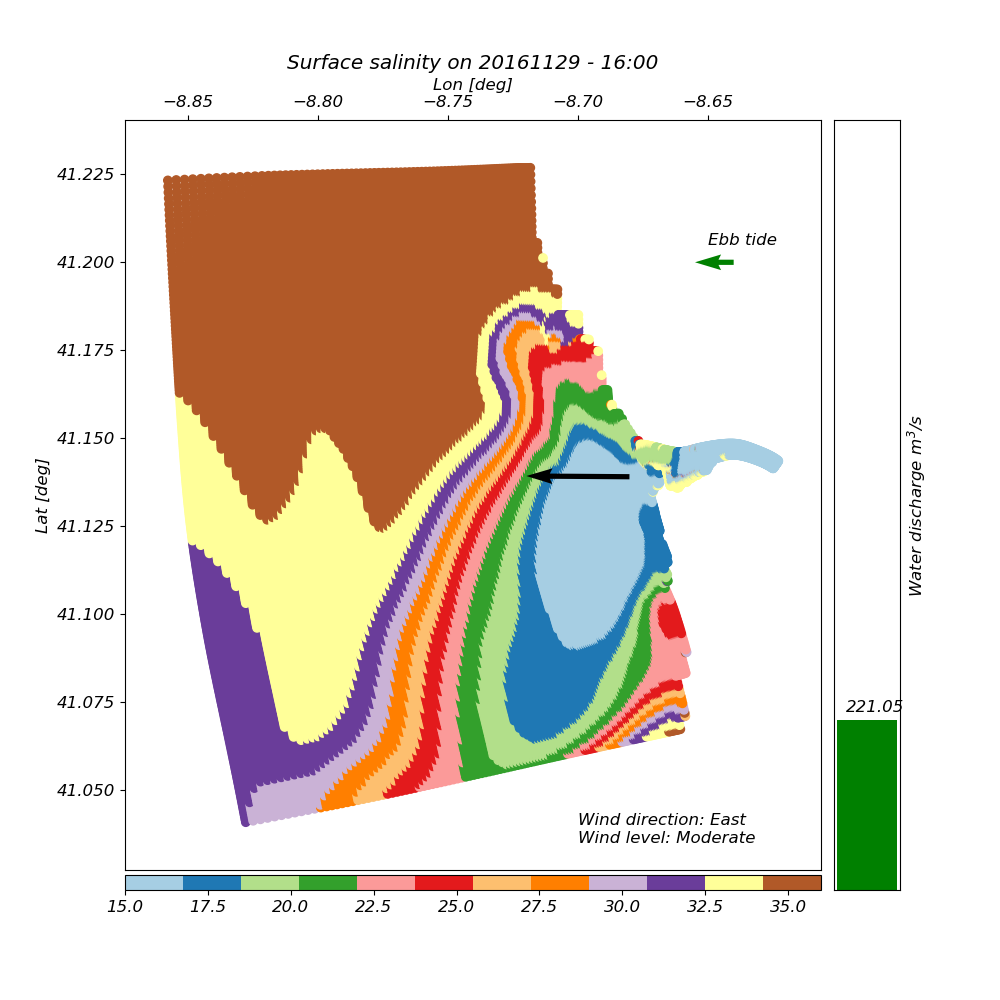 Surface salinity on 20161129 - 16:00
Lon [deg]
−8.85 −8.80 −8.75 −8.70 −8.65
41.225
41.200
41.175
41.150
41.125
41.100
41.075
41.050
Lat [deg]
Ebb tide
Wind direction: East
Wind level: Moderate
221.05
Water discharge m³/s
15.0 17.5 20.0 22.5 25.0 27.5 30.0 32.5 35.0